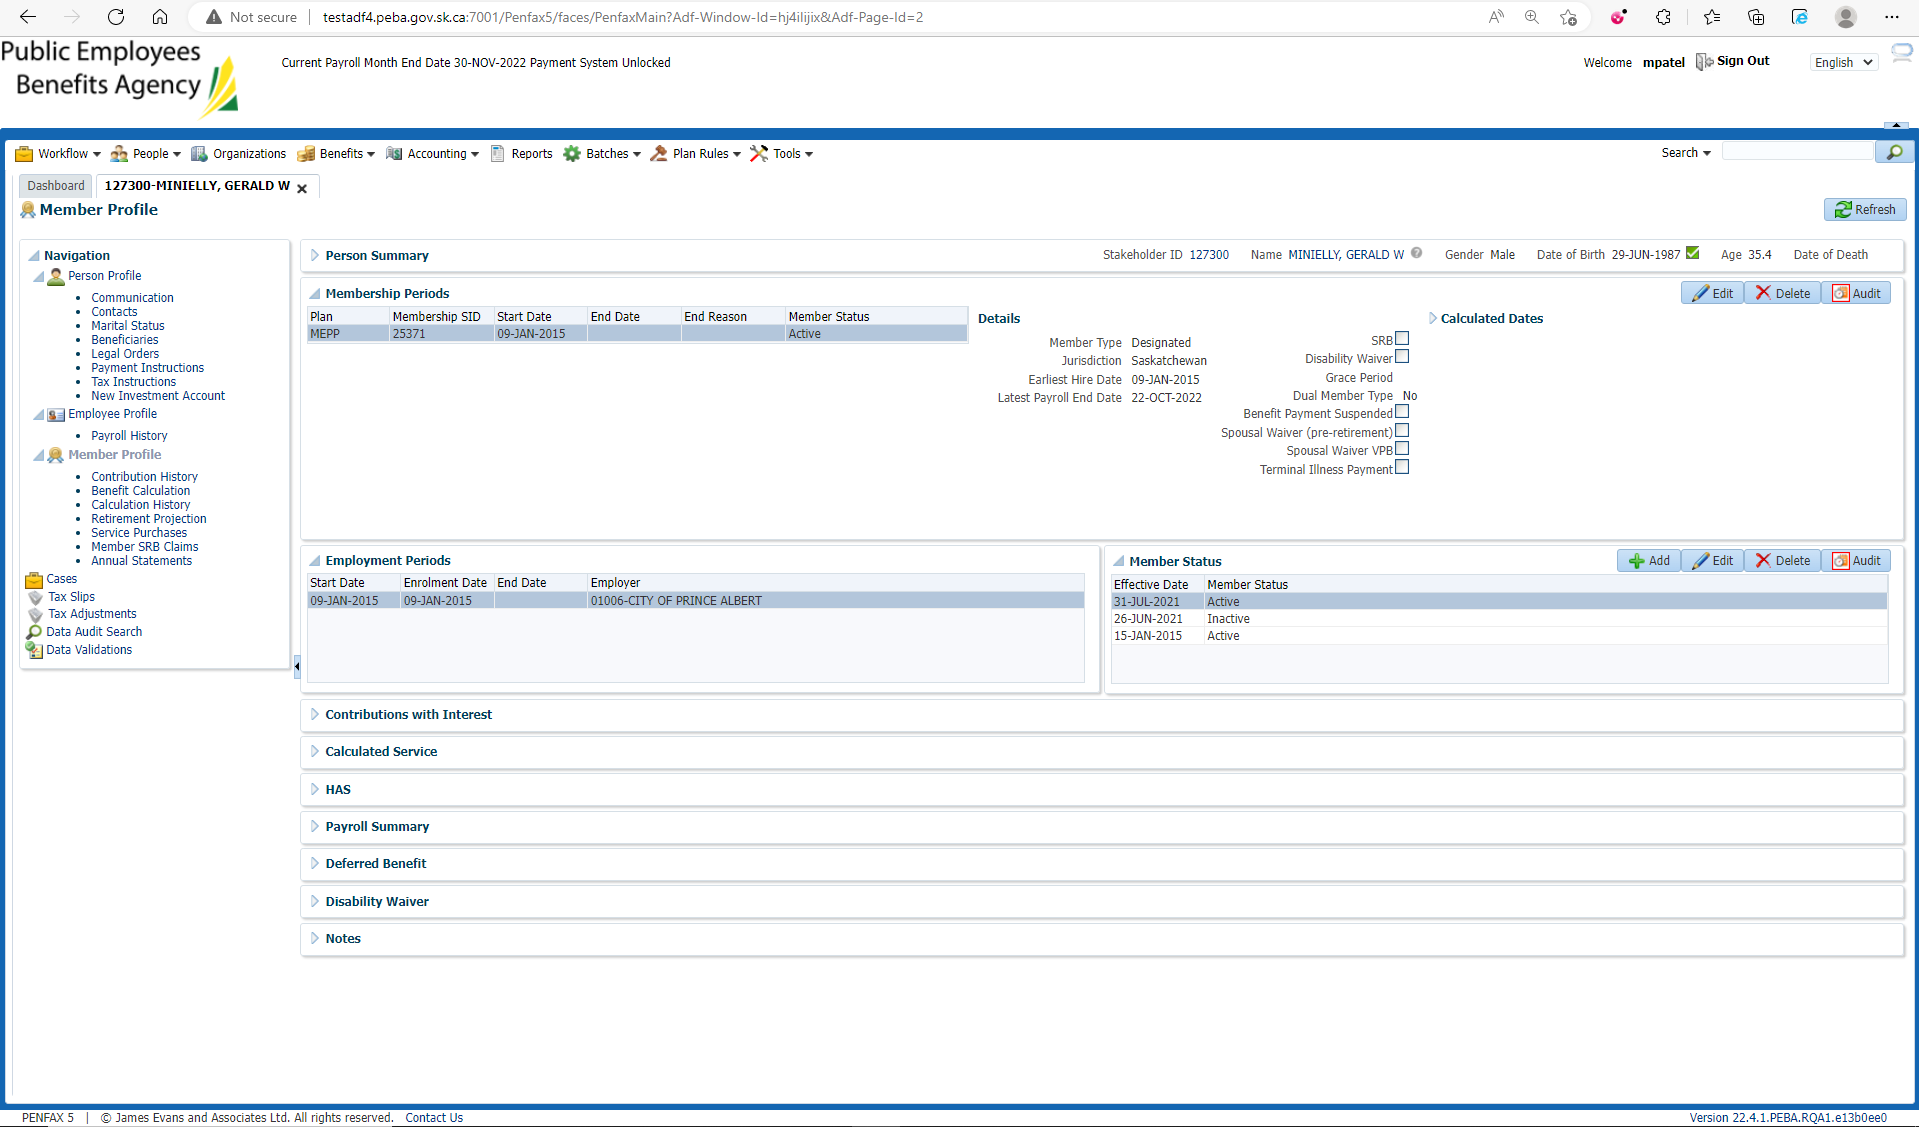 Not secure | testadf4.peba.gov.sk.ca:7001/Penfax5/faces/PenfaxMain?Adf-Window-Id=hj4ilijix&Adf-Page-Id=2
Public Employees
Benefits Agency
Current Payroll Month End Date 30-NOV-2022 Payment System Unlocked
Welcome mpatel Sign Out English
Workflow People Organizations Benefits Accounting Reports Batches Plan Rules Tools Search
Dashboard 127300-MINIELLY, GERALD W
Member Profile Refresh
Navigation
Person Profile
Communication
Contacts
Marital Status
Beneficiaries
Legal Orders
Payment Instructions
Tax Instructions
New Investment Account
Employee Profile
Payroll History
Member Profile
Contribution History
Benefit Calculation
Calculation History
Retirement Projection
Service Purchases
Member SRB Claims
Annual Statements
Cases
Tax Slips
Tax Adjustments
Data Audit Search
Data Validations
Person Summary Stakeholder ID 127300 Name MINIELLY, GERALD W Gender Male Date of Birth 29-JUN-1987 Age 35.4 Date of Death
Membership Periods Edit Delete Audit
Plan Membership SID Start Date End Date End Reason Member Status
MEPP 25371 09-JAN-2015 Active
Details
Member Type Designated
Jurisdiction Saskatchewan
Earliest Hire Date 09-JAN-2015
Latest Payroll End Date 22-OCT-2022
SRB
Disability Waiver
Grace Period
Dual Member Type No
Benefit Payment Suspended
Spousal Waiver (pre-retirement)
Spousal Waiver VPB
Terminal Illness Payment
Calculated Dates
Employment Periods
Start Date Enrolment Date End Date Employer
09-JAN-2015 09-JAN-2015 01006-CITY OF PRINCE ALBERT
Member Status Add Edit Delete Audit
Effective Date Member Status
31-JUL-2021 Active
26-JUN-2021 Inactive
15-JAN-2015 Active
Contributions with Interest
Calculated Service
HAS
Payroll Summary
Deferred Benefit
Disability Waiver
Notes
PENFAX 5 | © James Evans and Associates Ltd. All rights reserved. Contact Us Version 22.4.1.PEBA.RQA1.e13b0ee0